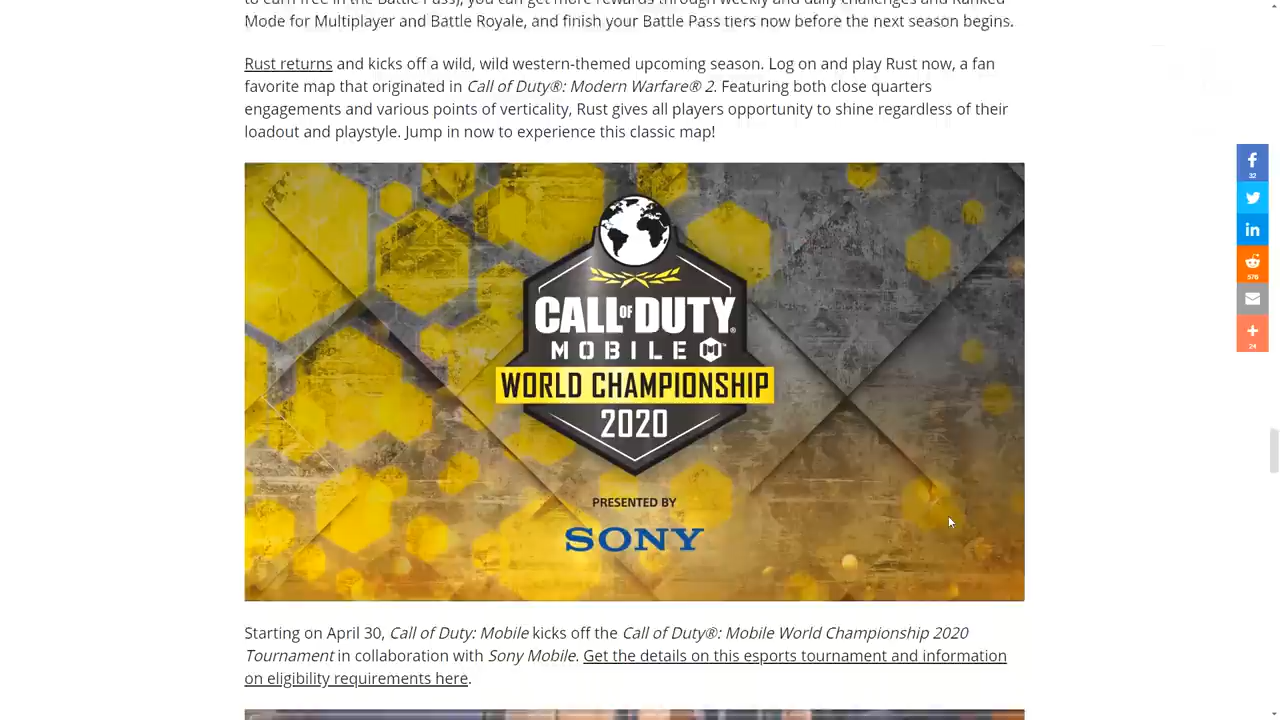 to earn free in the Battle Pass), you can get more rewards through weekly and daily challenges and Ranked
Mode for Multiplayer and Battle Royale, and finish your Battle Pass tiers now before the next season begins.
Rust returns and kicks off a wild, wild western-themed upcoming season. Log on and play Rust now, a fan
favorite map that originated in Call of Duty®: Modern Warfare® 2. Featuring both close quarters
engagements and various points of verticality, Rust gives all players opportunity to shine regardless of their
loadout and playstyle. Jump in now to experience this classic map!
CALL OF DUTY®
MOBILE ™
WORLD CHAMPIONSHIP
2020
PRESENTED BY
SONY
Starting on April 30, Call of Duty: Mobile kicks off the Call of Duty®: Mobile World Championship 2020
Tournament in collaboration with Sony Mobile. Get the details on this esports tournament and information
on eligibility requirements here.
32
576
24